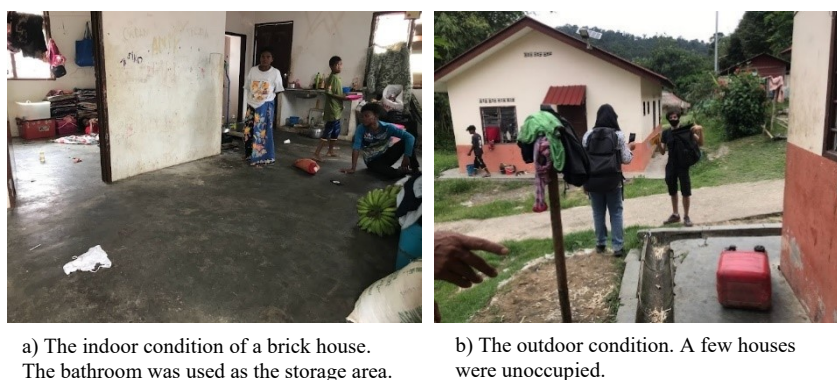 a) The indoor condition of a brick house.
The bathroom was used as the storage area.
b) The outdoor condition. A few houses
were unoccupied.